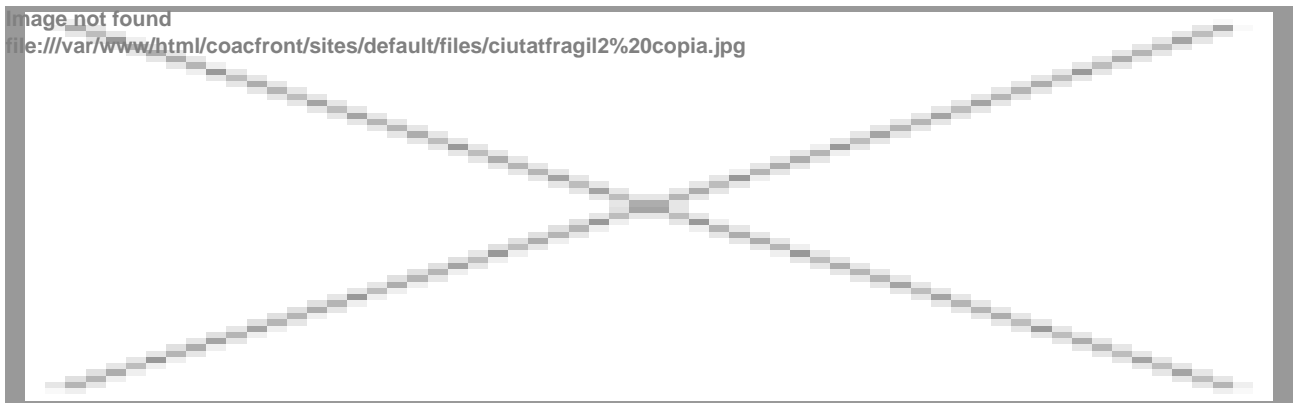 Image not found
file:///var/www/html/coacfront/sites/default/files/ciutatfragil2%20copia.jpg